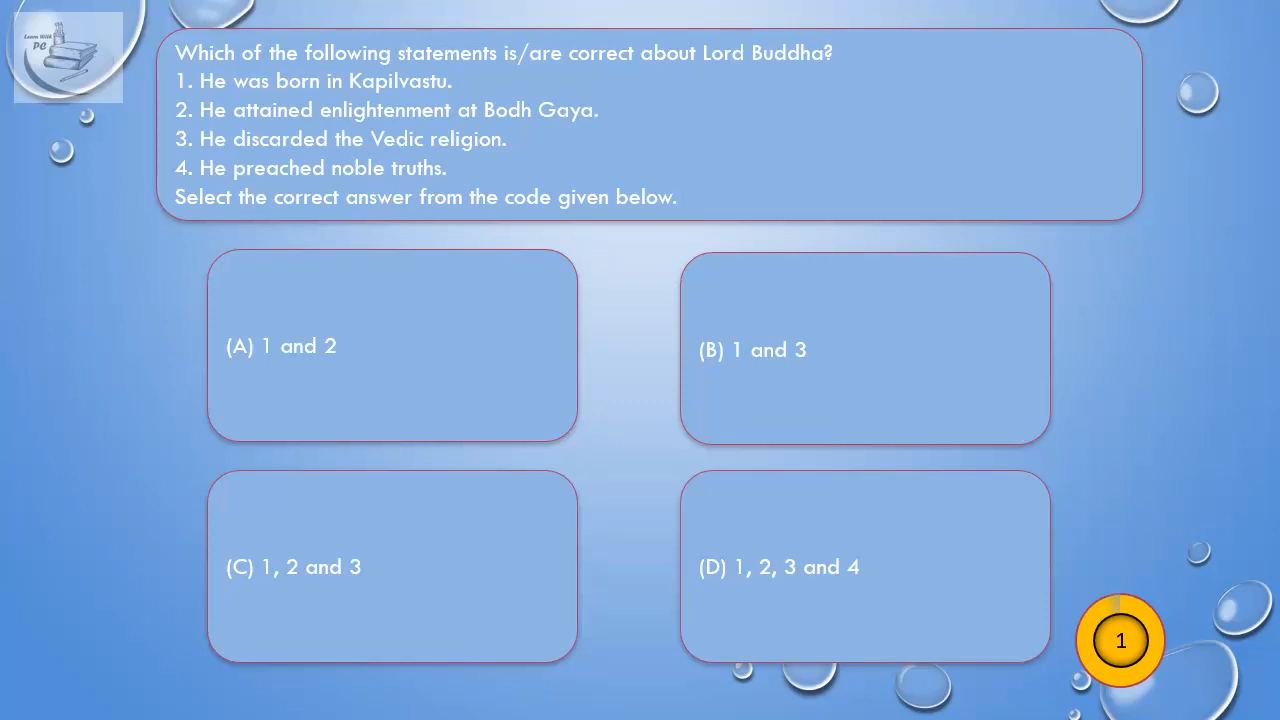 Learn With
PC
Which of the following statements is/are correct about Lord Buddha?
1. He was born in Kapilvastu.
2. He attained enlightenment at Bodh Gaya.
3. He discarded the Vedic religion.
4. He preached noble truths.
Select the correct answer from the code given below.
(A) 1 and 2
(B) 1 and 3
(C) 1, 2 and 3
(D) 1, 2, 3 and 4
1